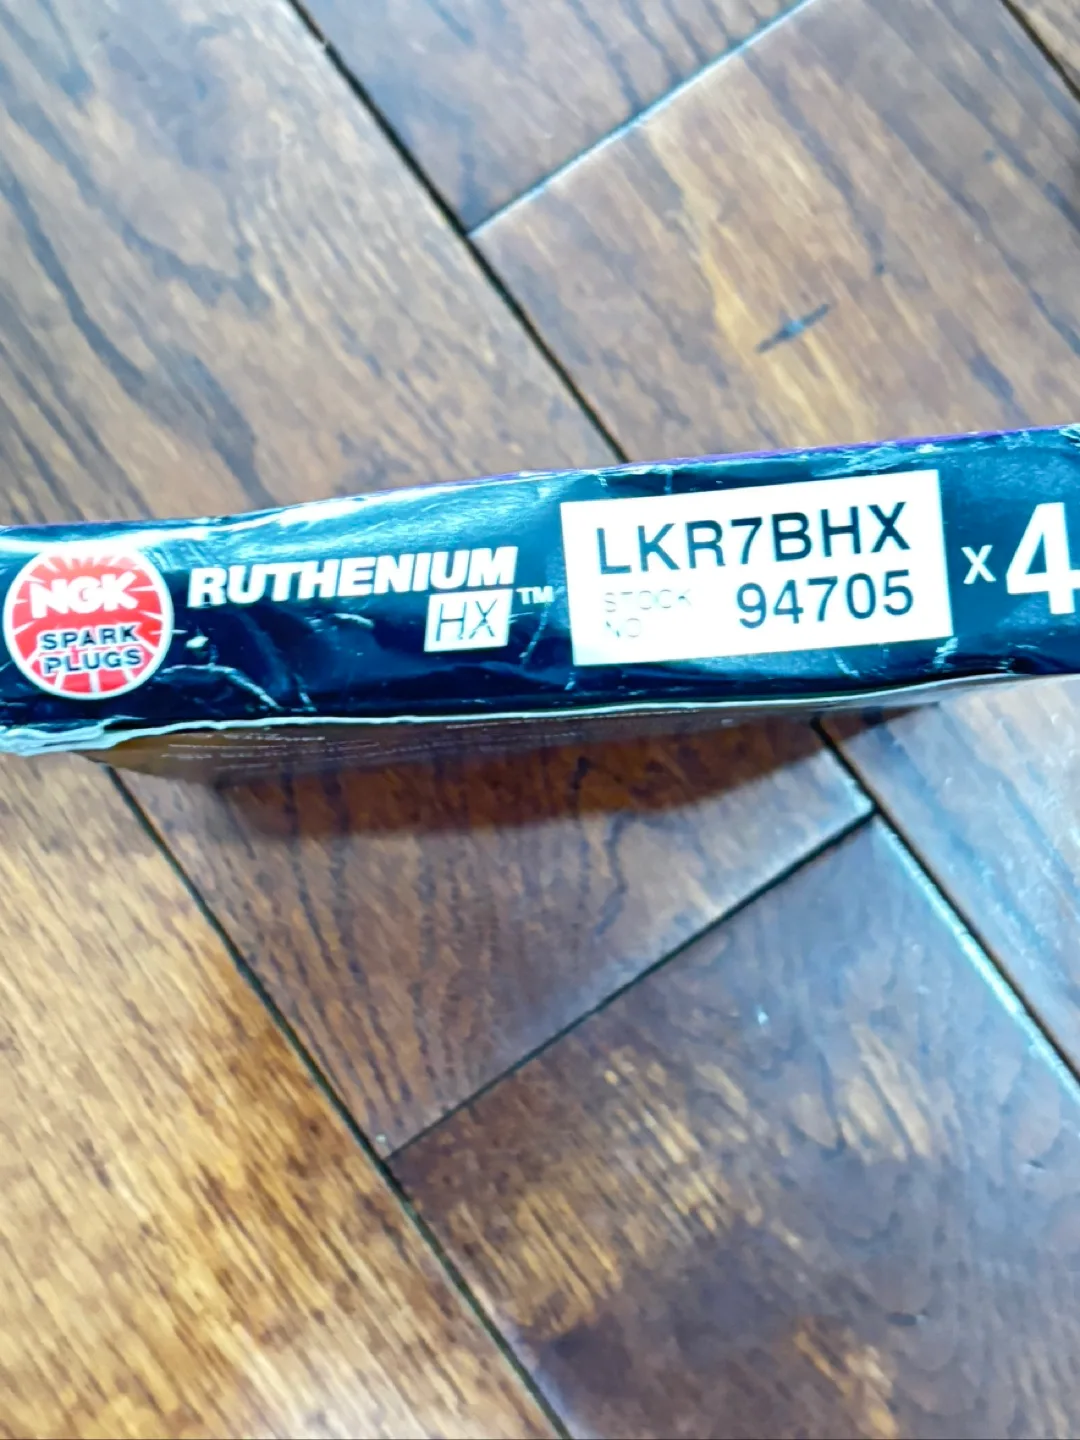 NGK
SPARK
PLUGS
RUTHENIUM
HX™
LKR7BHX
STOCK
NO
94705
x4